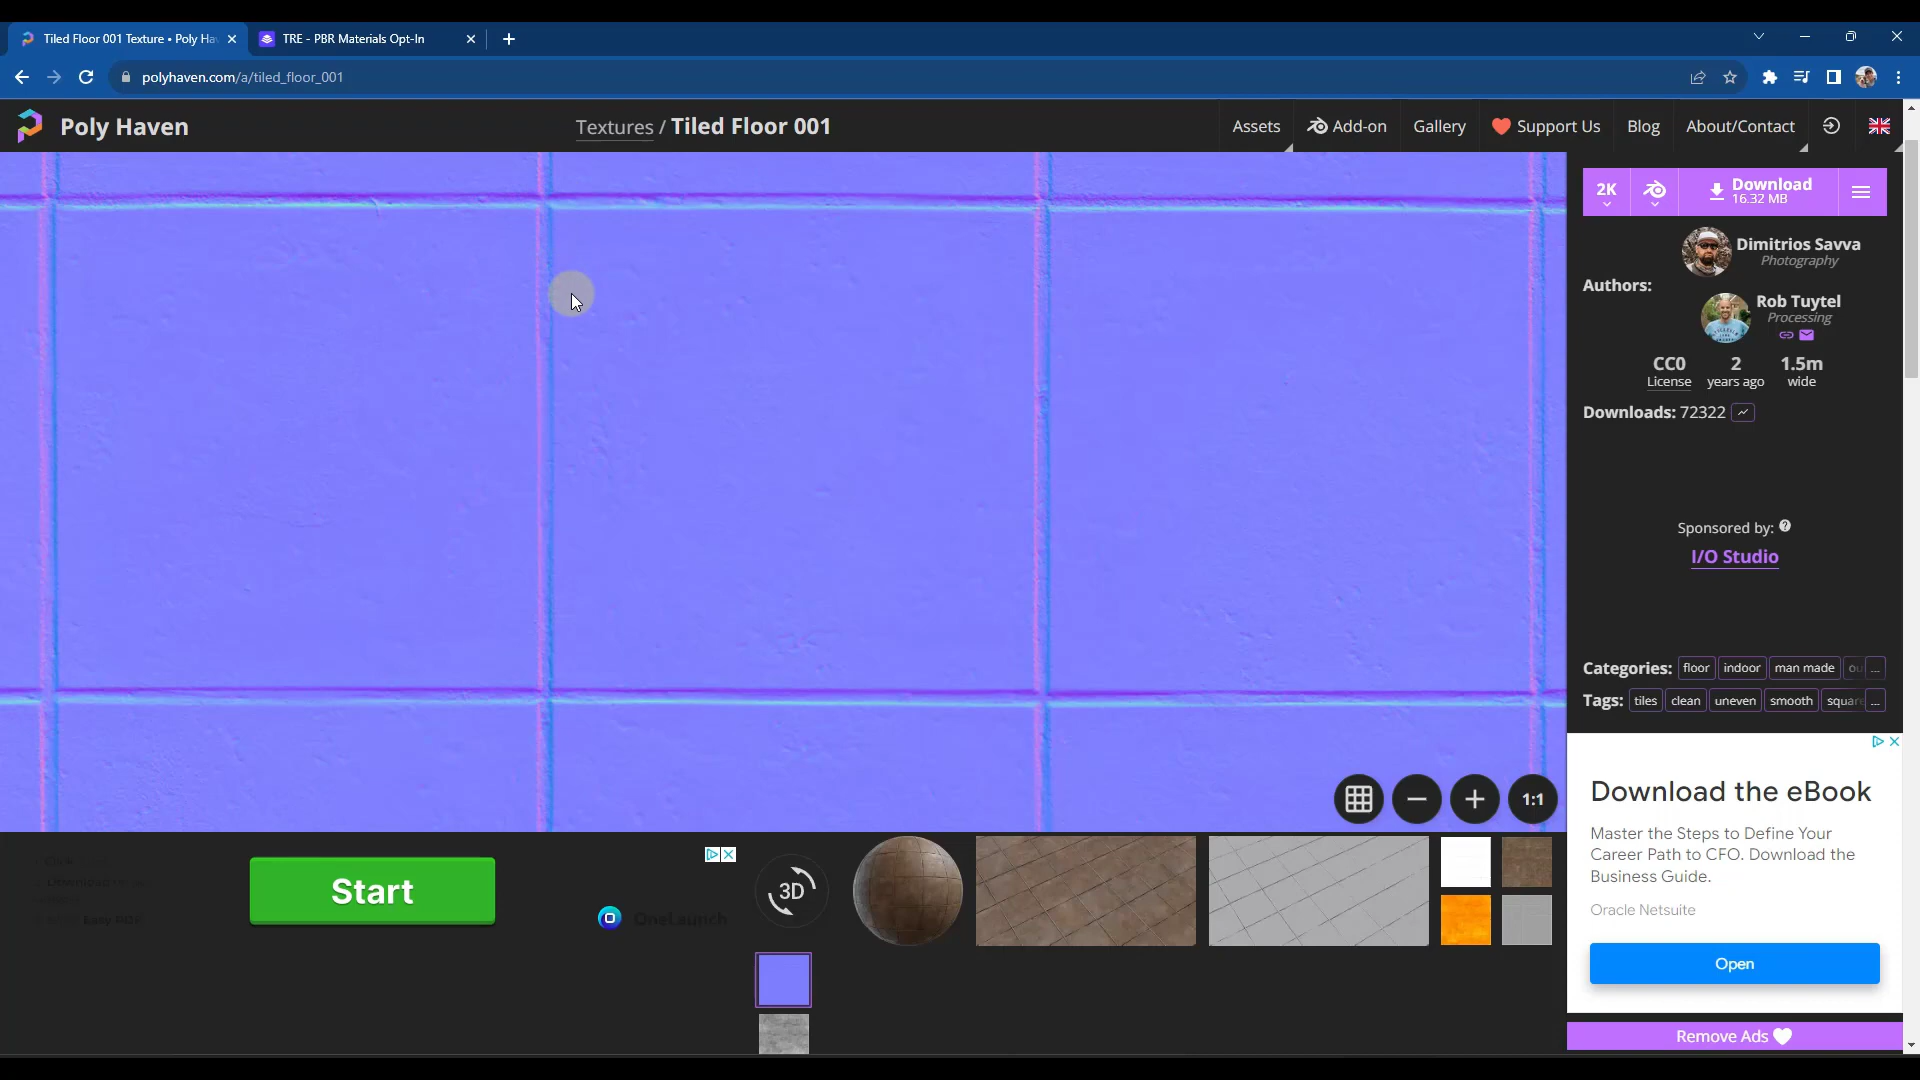 Tiled Floor 001 Texture • Poly Ha
TRE - PBR Materials Opt-In
polyhaven.com/a/tiled_floor_001
Poly Haven
Textures / Tiled Floor 001
Assets
Add-on
Gallery
Support Us
Blog
About/Contact
2K
Download
16.32 MB
Dimitrios Savva
Photography
Authors:
Rob Tuytel
Processing
CC0
License
2
years ago
1.5m
wide
Downloads: 72322
Sponsored by:
I/O Studio
Categories: floor indoor man made ou ...
Tags: tiles clean uneven smooth square ...
1:1
Start
OneLaunch
3D
Download the eBook
Master the Steps to Define Your
Career Path to CFO. Download the
Business Guide.
Oracle Netsuite
Open
Remove Ads